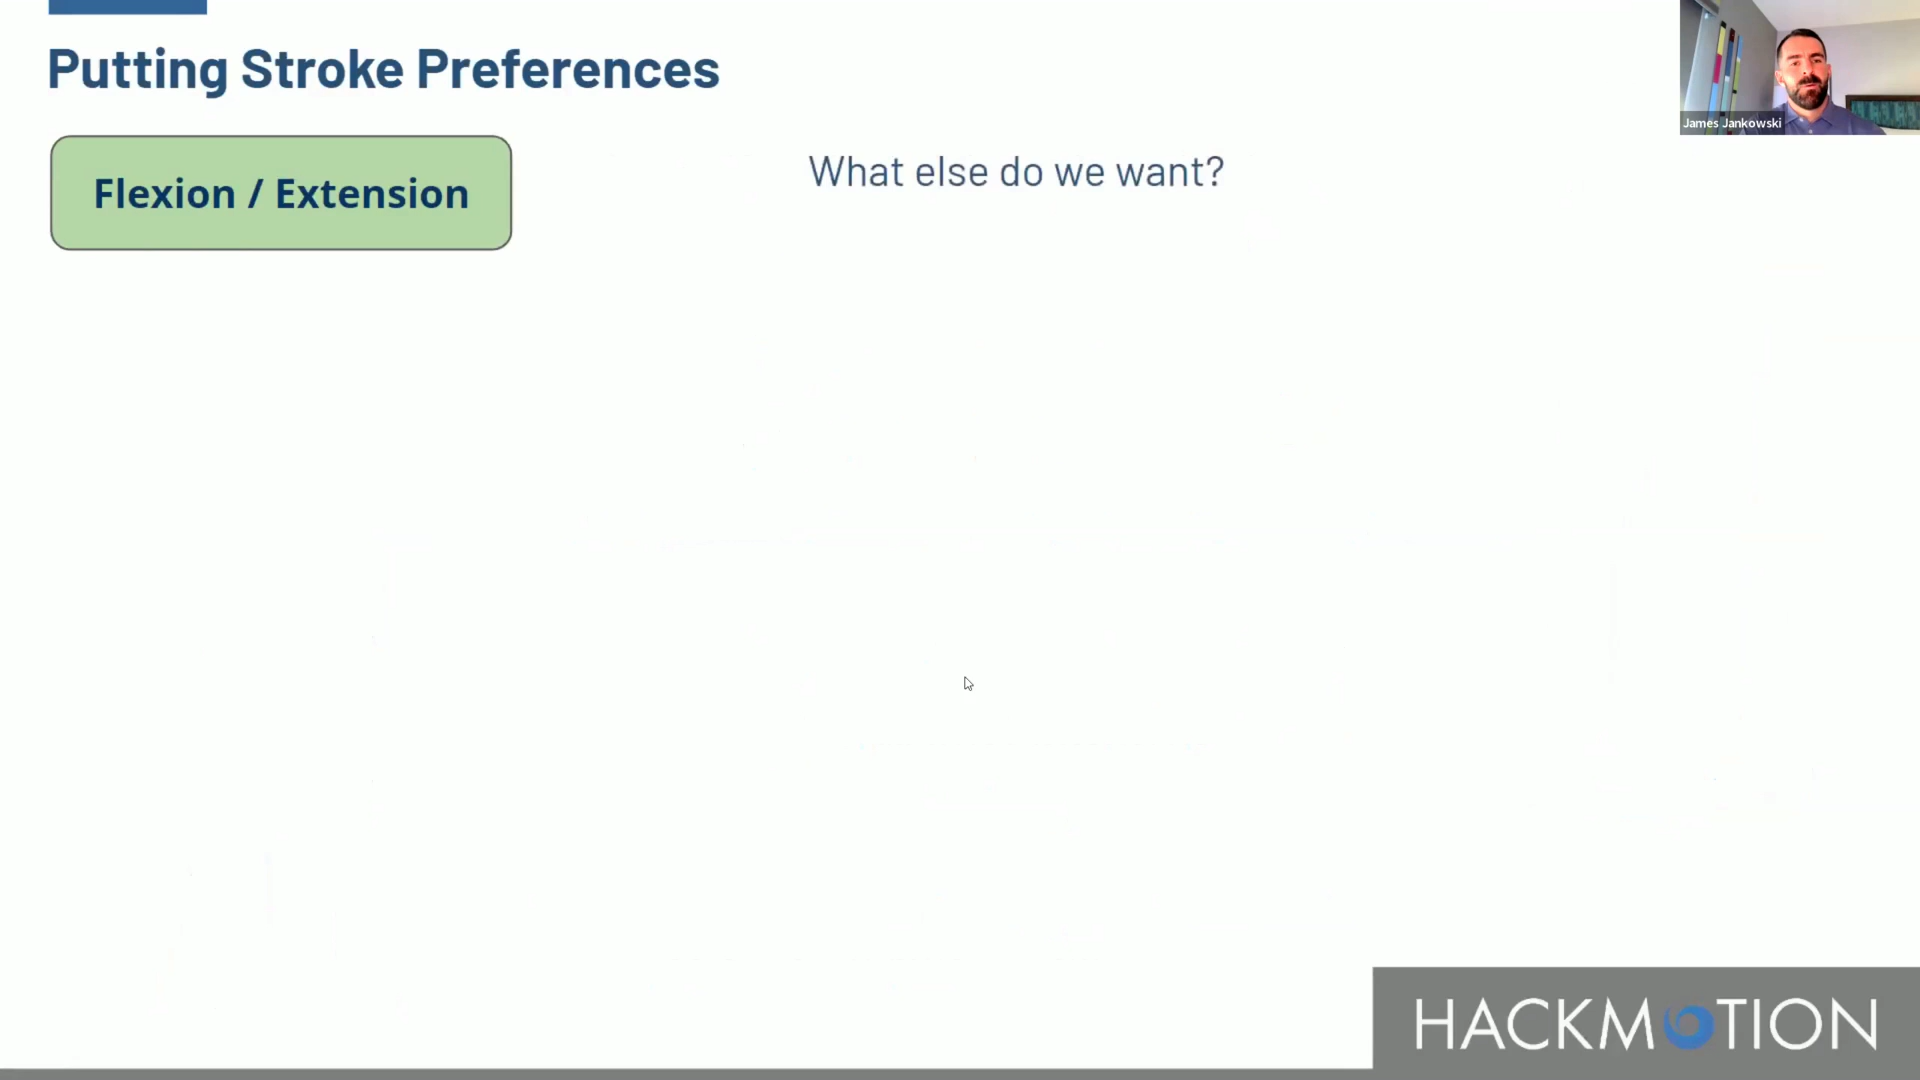 Putting Stroke Preferences
Flexion / Extension
What else do we want?
James Jankowski
HACKMOTION